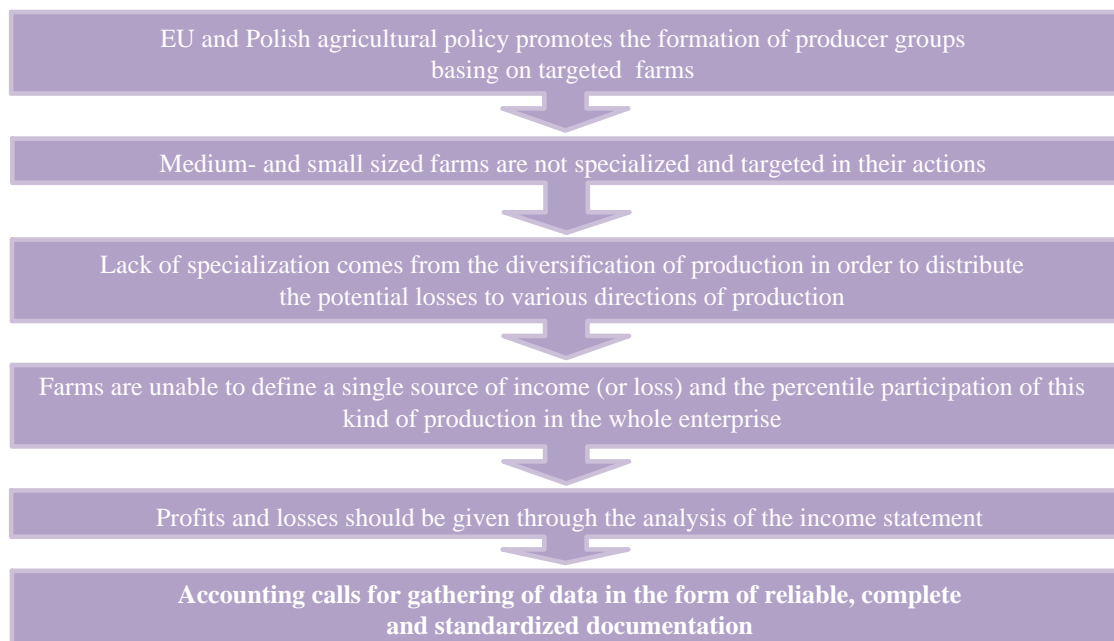 EU and Polish agricultural policy promotes the formation of producer groups
basing on targeted farms
Medium- and small sized farms are not specialized and targeted in their actions
Lack of specialization comes from the diversification of production in order to distribute
the potential losses to various directions of production
Farms are unable to define a single source of income (or loss) and the percentile participation of this
kind of production in the whole enterprise
Profits and losses should be given through the analysis of the income statement
Accounting calls for gathering of data in the form of reliable, complete
and standardized documentation